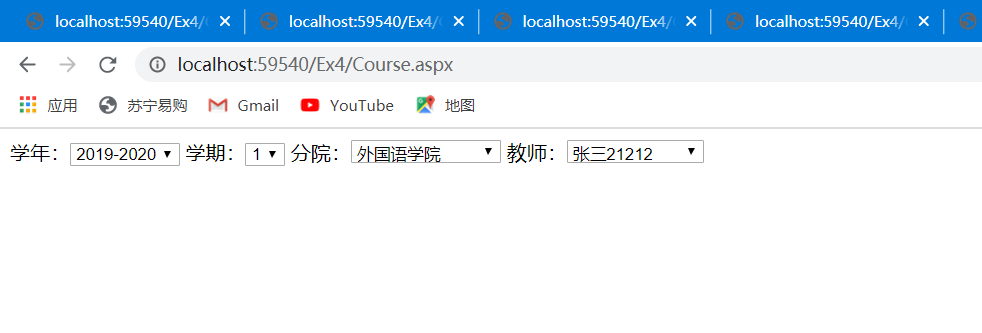 localhost:59540/Ex4/ localhost:59540/Ex4/ localhost:59540/Ex4/ localhost:59540/Ex4/
localhost:59540/Ex4/Course.aspx
应用 苏宁易购 Gmail YouTube 地图
学年： 2019-2020 学期： 1 分院： 外国语学院 教师： 张三21212